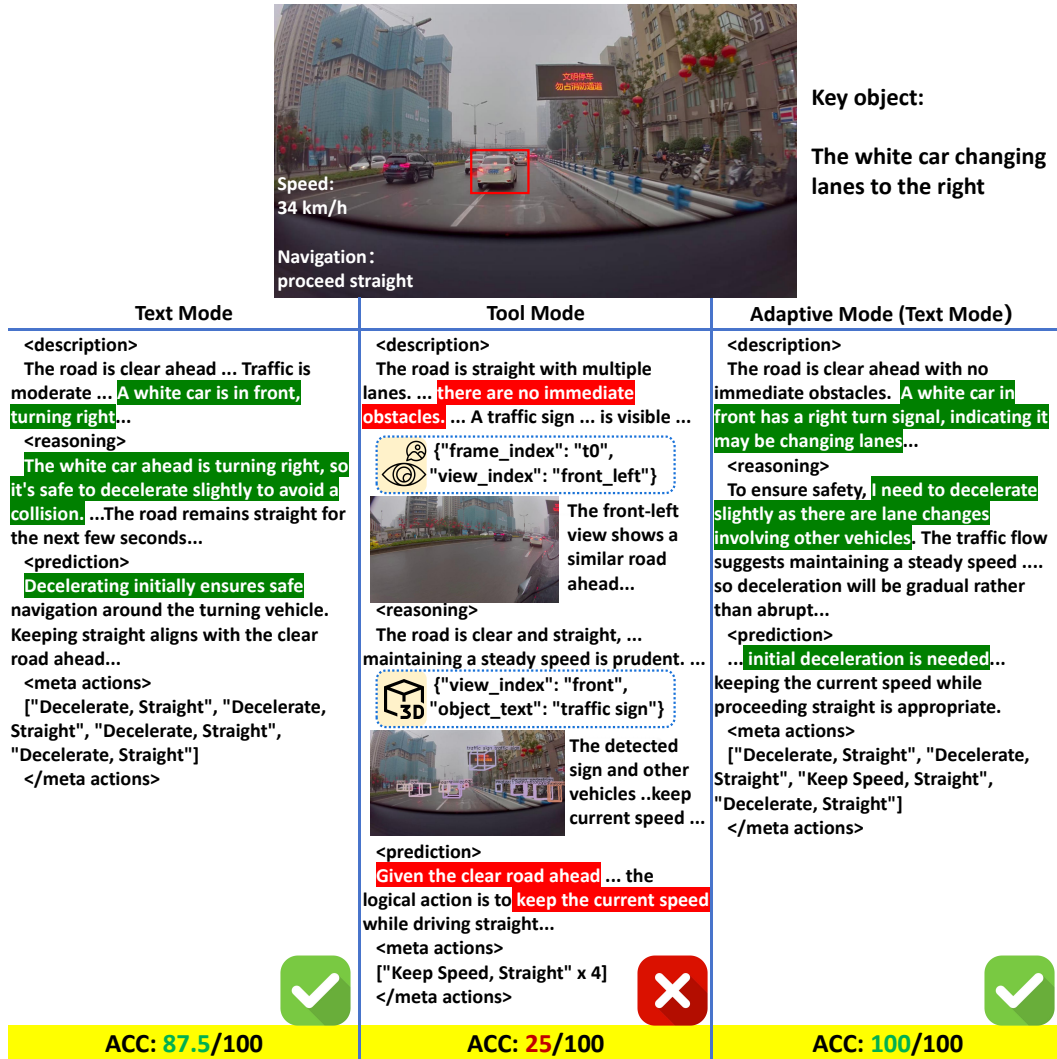 文明停车
勿占消防通道
万
Speed:
34 km/h
Navigation：
proceed straight
Key object:
The white car changing
lanes to the right
Text Mode
<description>
The road is clear ahead ... Traffic is
moderate ... A white car is in front,
turning right...
<reasoning>
The white car ahead is turning right, so
it's safe to decelerate slightly to avoid a
collision. ...The road remains straight for
the next few seconds...
<prediction>
Decelerating initially ensures safe
navigation around the turning vehicle.
Keeping straight aligns with the clear
road ahead...
<meta actions>
["Decelerate, Straight", "Decelerate,
Straight", "Decelerate, Straight",
"Decelerate, Straight"]
</meta actions>
ACC: 87.5/100
Tool Mode
<description>
The road is straight with multiple
lanes. ... there are no immediate
obstacles. ... A traffic sign ... is visible ...
{"frame_index": "t0",
"view_index": "front_left"}
The front-left
view shows a
similar road
ahead...
<reasoning>
The road is clear and straight, ...
maintaining a steady speed is prudent. ...
3D
{"view_index": "front",
"object_text": "traffic sign"}
The detected
sign and other
vehicles ..keep
current speed ...
<prediction>
Given the clear road ahead ... the
logical action is to keep the current speed
while driving straight...
<meta actions>
["Keep Speed, Straight" x 4]
</meta actions>
ACC: 25/100
Adaptive Mode (Text Mode）
<description>
The road is clear ahead with no
immediate obstacles. A white car in
front has a right turn signal, indicating it
may be changing lanes...
<reasoning>
To ensure safety, I need to decelerate
slightly as there are lane changes
involving other vehicles. The traffic flow
suggests maintaining a steady speed ....
so deceleration will be gradual rather
than abrupt...
<prediction>
... initial deceleration is needed...
keeping the current speed while
proceeding straight is appropriate.
<meta actions>
["Decelerate, Straight", "Decelerate,
Straight", "Keep Speed, Straight",
"Decelerate, Straight"]
</meta actions>
ACC: 100/100